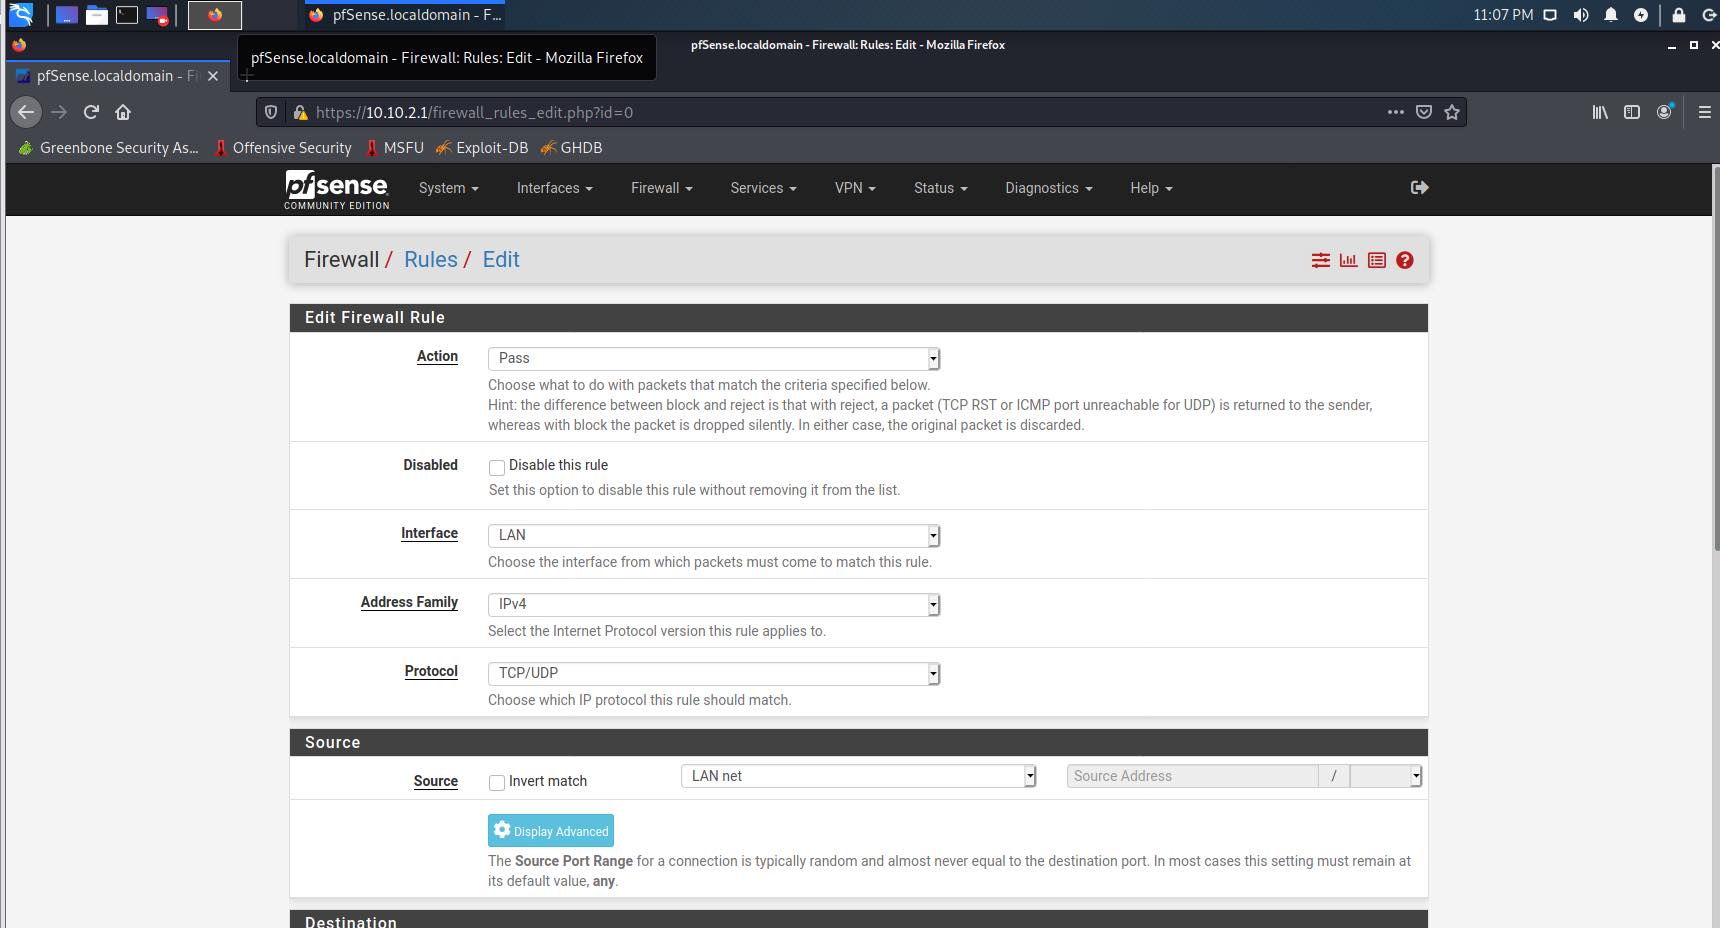 pfSense.localdomain - F...
11:07 PM
pfSense.localdomain - Firewall: Rules: Edit - Mozilla Firefox
pfSense.localdomain - Fi
pfSense.localdomain - Firewall: Rules: Edit - Mozilla Firefox
https://10.10.2.1/firewall_rules_edit.php?id=0
Greenbone Security As... Offensive Security MSFU Exploit-DB GHDB
pfsense
COMMUNITY EDITION
System Interfaces Firewall Services VPN Status Diagnostics Help
Firewall / Rules / Edit
Edit Firewall Rule
Action Pass
Choose what to do with packets that match the criteria specified below.
Hint: the difference between block and reject is that with reject, a packet (TCP RST or ICMP port unreachable for UDP) is returned to the sender,
whereas with block the packet is dropped silently. In either case, the original packet is discarded.
Disabled Disable this rule
Set this option to disable this rule without removing it from the list.
Interface LAN
Choose the interface from which packets must come to match this rule.
Address Family IPv4
Select the Internet Protocol version this rule applies to.
Protocol TCP/UDP
Choose which IP protocol this rule should match.
Source
Source Invert match LAN net Source Address /
Display Advanced
The Source Port Range for a connection is typically random and almost never equal to the destination port. In most cases this setting must remain at
its default value, any.
Destination